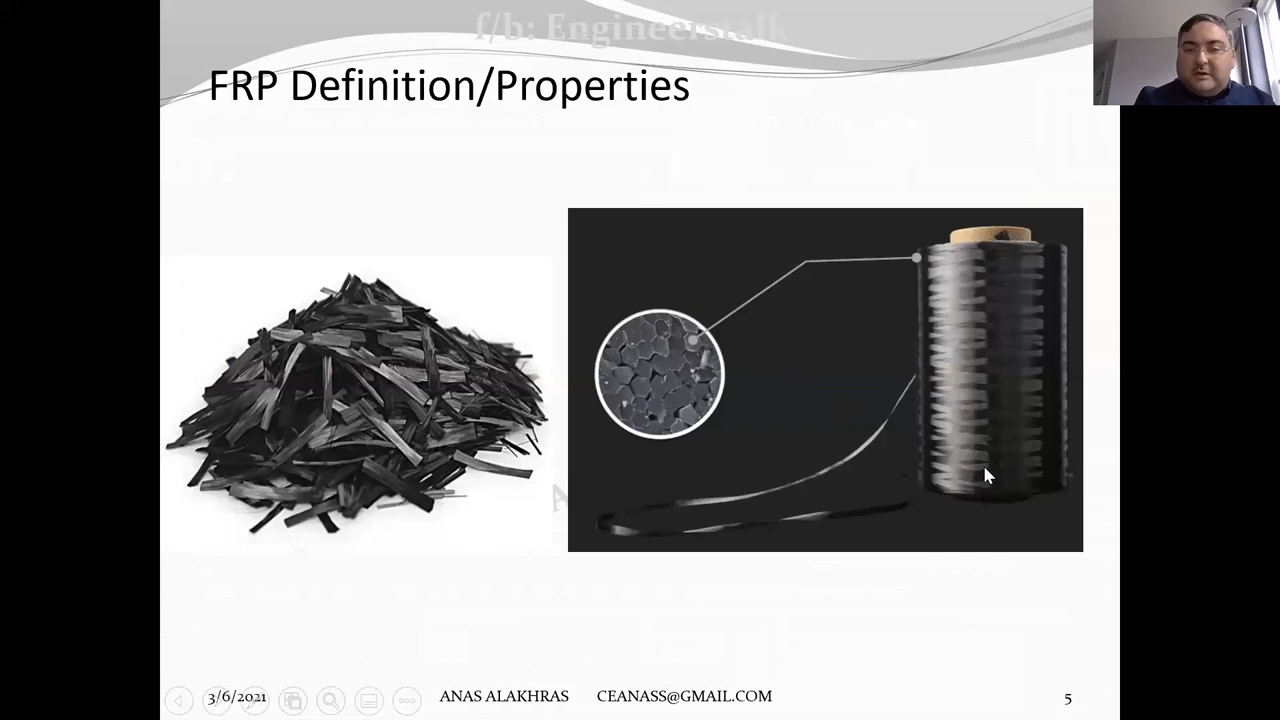 f/b: Engineerstalk
FRP Definition/Properties
3/6/2021
ANAS ALAKHRAS CEANASS@GMAIL.COM
5